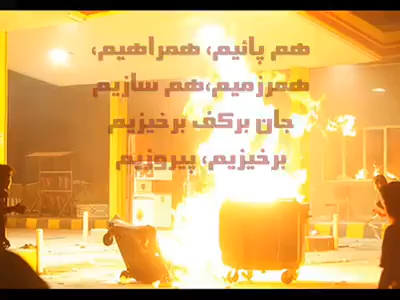 هم پائیم، همراهیم،
همرزمیم،هم سازیم
جان برکف برخیزیم
برخیزیم، پیروزیم